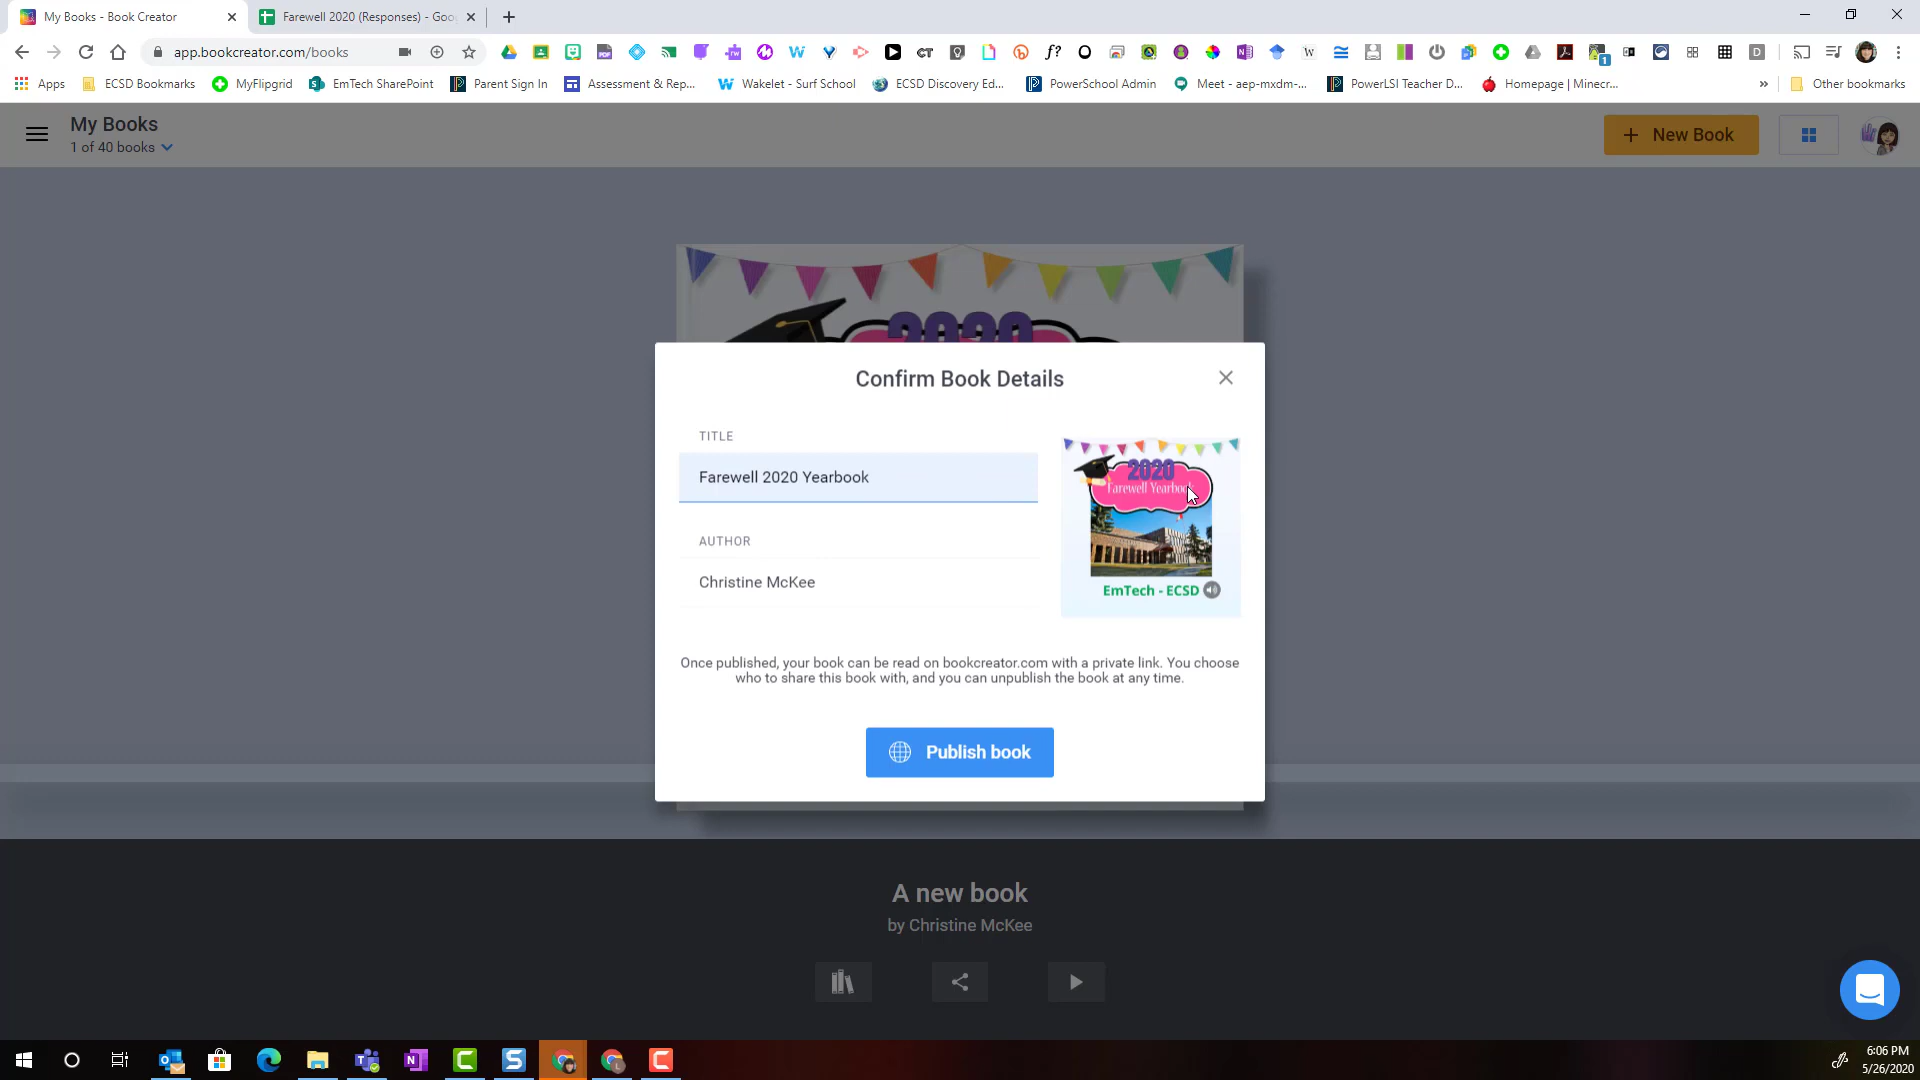 My Books - Book Creator
Farewell 2020 (Responses) - Goo
app.bookcreator.com/books
Apps
ECSD Bookmarks
MyFlipgrid
EmTech SharePoint
Parent Sign In
Assessment & Rep...
Wakelet - Surf School
ECSD Discovery Ed...
PowerSchool Admin
Meet - aep-mxdm-...
PowerLSI Teacher D...
Homepage | Minecr...
»
Other bookmarks
My Books
1 of 40 books
+ New Book
2020
Confirm Book Details
TITLE
Farewell 2020 Yearbook
2020
Farewell Yearbook
AUTHOR
Christine McKee
EmTech - ECSD
Once published, your book can be read on bookcreator.com with a private link. You choose
who to share this book with, and you can unpublish the book at any time.
Publish book
A new book
by Christine McKee
6:06 PM
5/26/2020